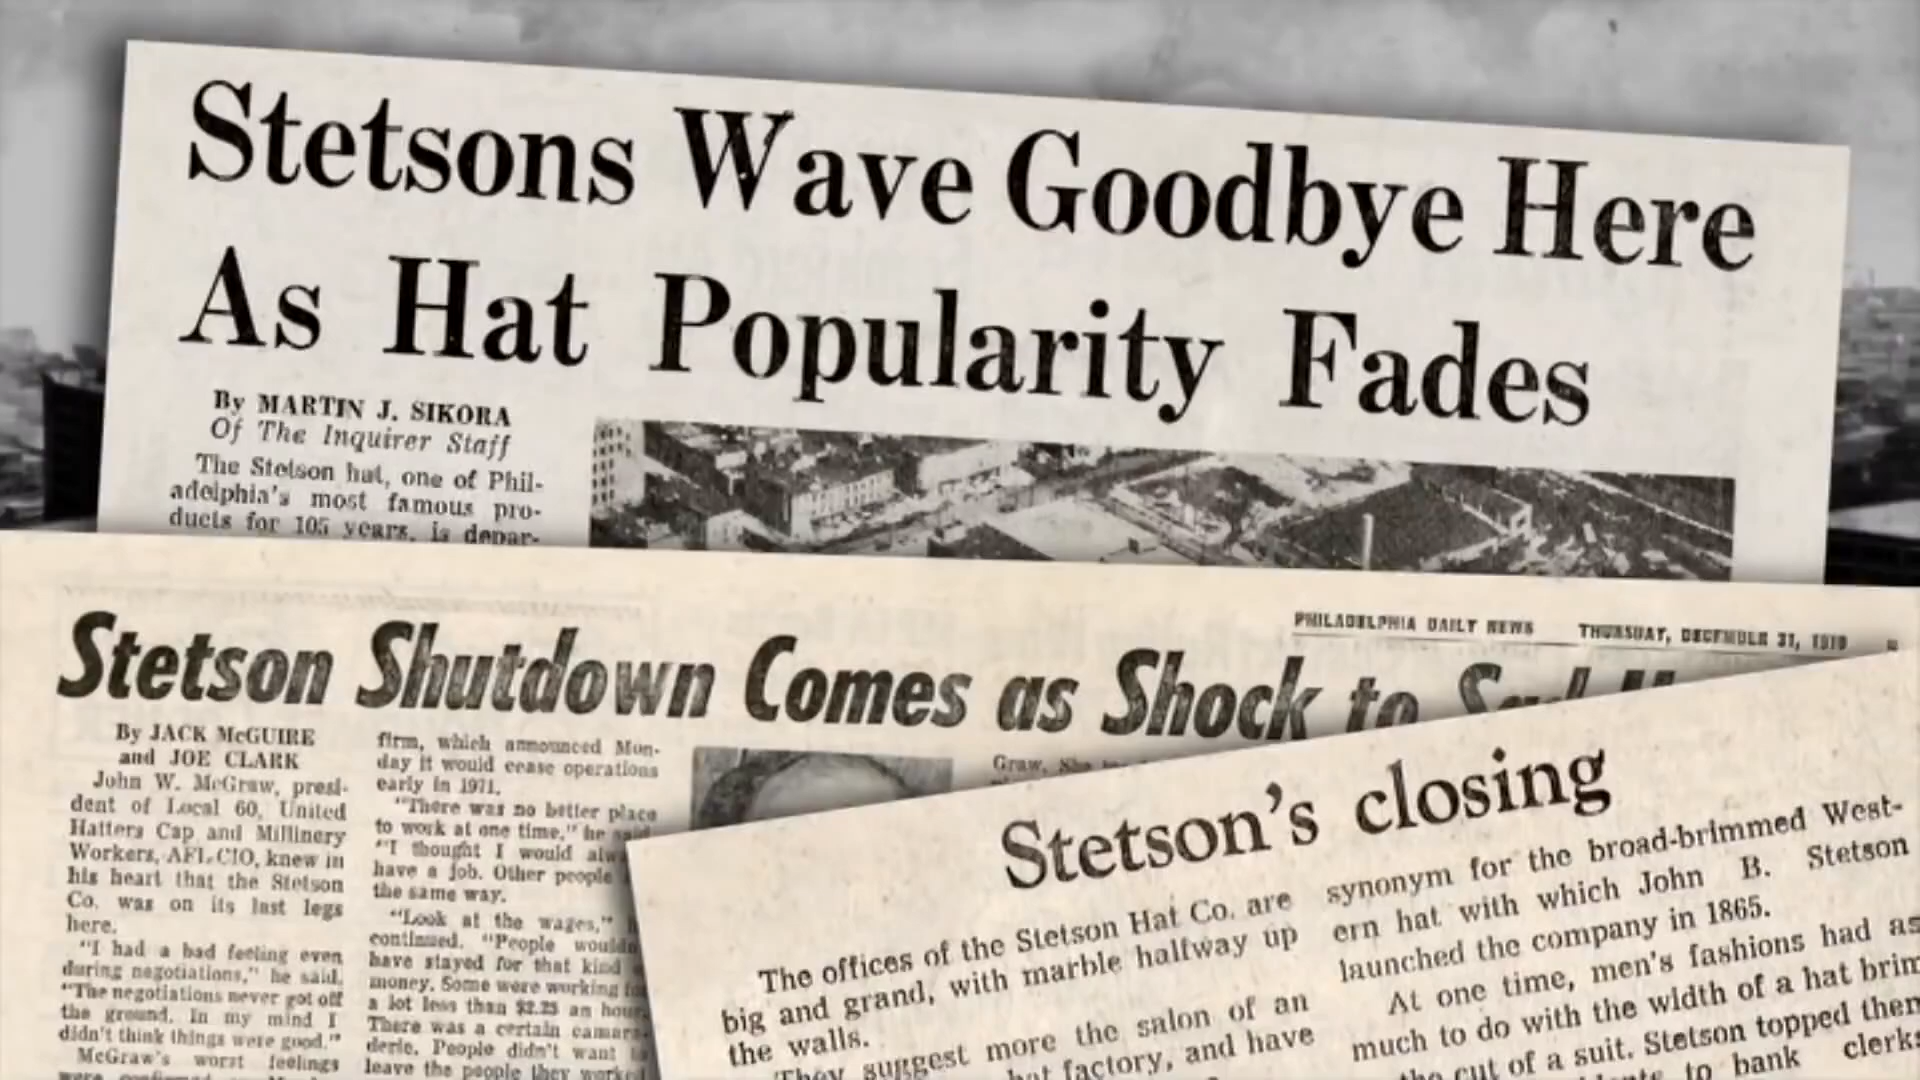 Stetsons Wave Goodbye Here
As Hat Popularity Fades
By MARTIN J. SIKORA
Of The Inquirer Staff
The Stetson hat, one of Phil-
adelphia's most famous pro-
ducts for 105 years, is depar-
PHILADELPHIA DAILY NEWS THURSDAY, DECEMBER 31,
Stetson Shutdown Comes as Shock to
By JACK McGUIRE
and JOE CLARK
John W. McGraw, presi-
dent of Local 60, United
Hatters Cap and Millinery
Workers, AFL-CIO, knew in
his heart that the Stetson
Co. was on its last legs
here.
"I had a bad feeling even
during negotiations," he said.
"The negotiations never got off
the ground. In my mind I
didn't think things were good."
McGraw's worst feelings
firm, which announced Mon-
day it would cease operations
early in 1971.
"There was no better place
to work at one time," he said
"I thought I would
have a job. Other people
the same way.
"Look at the wages,"
continued. "People
have stayed for that kind
money. Some were working
a lot less than $2.25 an hour
There was a certain
derie. People didn't want
leave the people they worked
Graw. She
Stetson's closing
The offices of the Stetson Hat Co. are
big and grand, with marble halfway up
the walls.
They suggest more the salon of an
hat factory, and have
synonym for the broad-brimmed West-
ern hat with which John B. Stetson
launched the company in 1865.
At one time, men's fashions had as
much to do with the width of a hat brim
the cut of a suit. Stetson topped them
to bank clerks